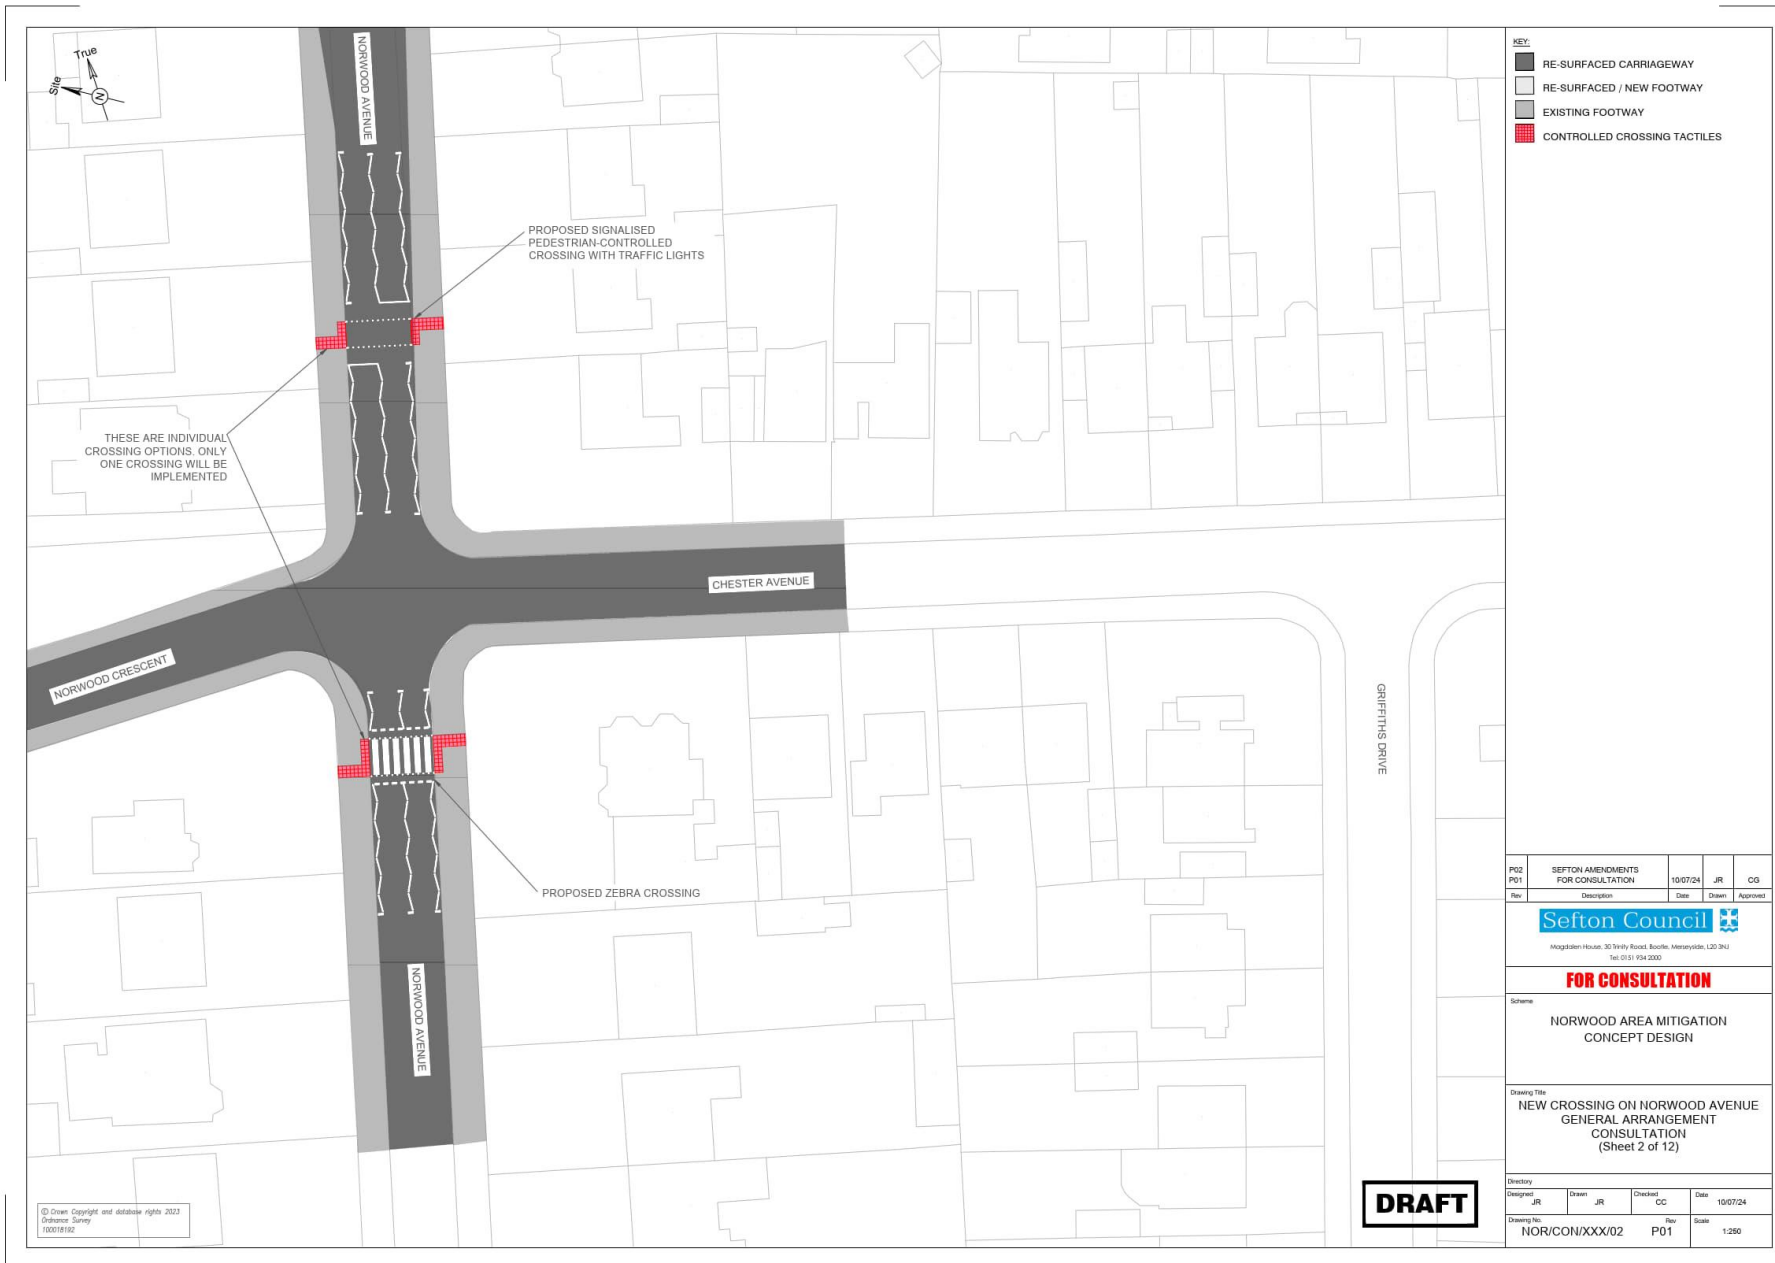 True
Site
N
NORWOOD AVENUE
PROPOSED SIGNALISED
PEDESTRIAN-CONTROLLED
CROSSING WITH TRAFFIC LIGHTS
THESE ARE INDIVIDUAL
CROSSING OPTIONS. ONLY
ONE CROSSING WILL BE
IMPLEMENTED
CHESTER AVENUE
NORWOOD CRESCENT
GRIFFITHS DRIVE
PROPOSED ZEBRA CROSSING
NORWOOD AVENUE
© Crown Copyright and database rights 2023
Ordnance Survey
100018192
DRAFT
KEY:
RE-SURFACED CARRIAGEWAY
RE-SURFACED / NEW FOOTWAY
EXISTING FOOTWAY
CONTROLLED CROSSING TACTILES
P02 SEFTON AMENDMENTS
P01 FOR CONSULTATION 10/07/24 JR CG
Rev Description Date Drawn Approved
Sefton Council
Magdalen House, 30 Trinity Road, Bootle, Merseyside, L20 3NJ
Tel: 0151 934 2000
FOR CONSULTATION
Scheme
NORWOOD AREA MITIGATION
CONCEPT DESIGN
Drawing Title
NEW CROSSING ON NORWOOD AVENUE
GENERAL ARRANGEMENT
CONSULTATION
(Sheet 2 of 12)
Directory
Designed Drawn Checked Date
JR JR CC 10/07/24
Drawing No. Rev Scale
NOR/CON/XXX/02 P01 1:250